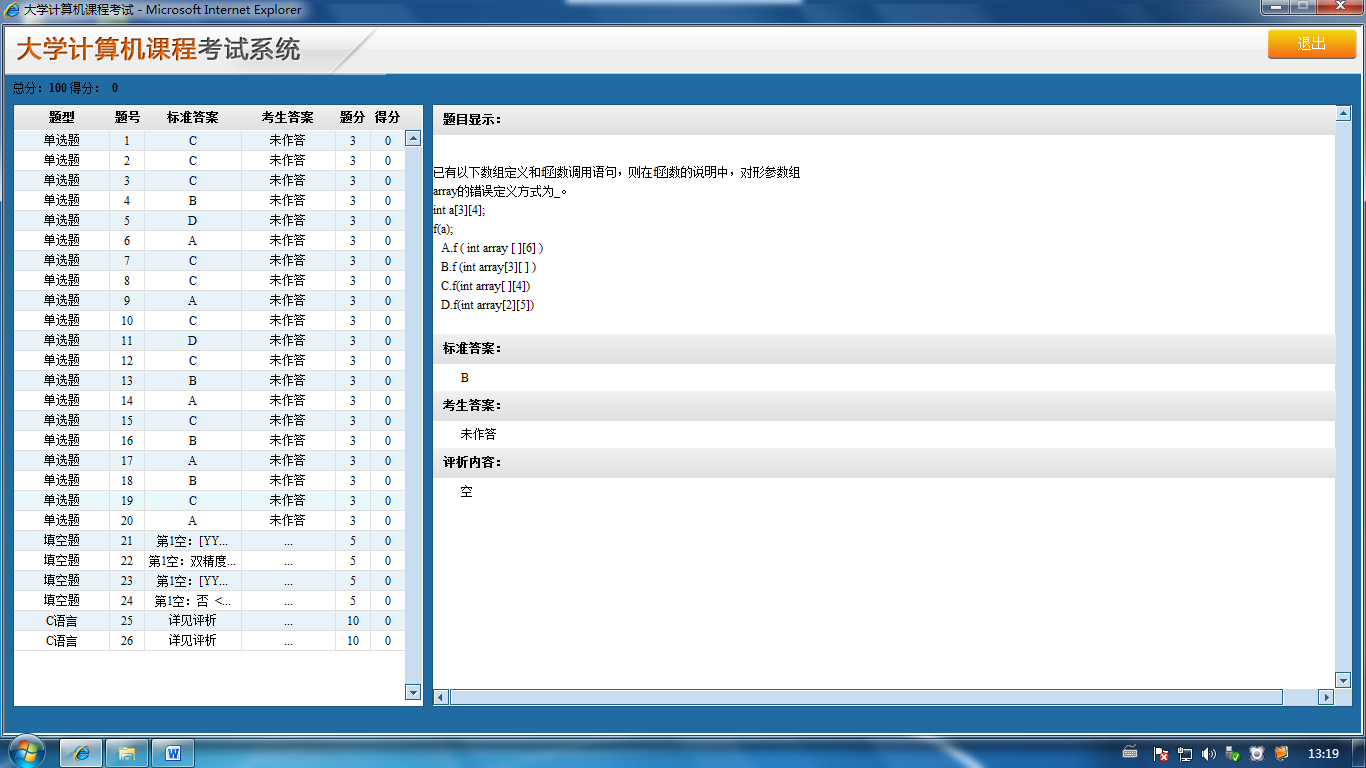 大学计算机课程考试 - Microsoft Internet Explorer
大学计算机课程考试系统
退出
总分：100 得分： 0
题型 题号 标准答案 考生答案 题分 得分
单选题 1 C 未作答 3 0
单选题 2 C 未作答 3 0
单选题 3 C 未作答 3 0
单选题 4 B 未作答 3 0
单选题 5 D 未作答 3 0
单选题 6 A 未作答 3 0
单选题 7 C 未作答 3 0
单选题 8 C 未作答 3 0
单选题 9 A 未作答 3 0
单选题 10 C 未作答 3 0
单选题 11 D 未作答 3 0
单选题 12 C 未作答 3 0
单选题 13 B 未作答 3 0
单选题 14 A 未作答 3 0
单选题 15 C 未作答 3 0
单选题 16 B 未作答 3 0
单选题 17 A 未作答 3 0
单选题 18 B 未作答 3 0
单选题 19 C 未作答 3 0
单选题 20 A 未作答 3 0
填空题 21 第1空：[YY... ... 5 0
填空题 22 第1空：双精度... ... 5 0
填空题 23 第1空：[YY... ... 5 0
填空题 24 第1空：否 <... ... 5 0
C语言 25 详见评析 ... 10 0
C语言 26 详见评析 ... 10 0
题目显示：
已有以下数组定义和f函数调用语句，则在f函数的说明中，对形参数组
array的错误定义方式为_。
int a[3][4];
f(a);
A.f ( int array [ ][6] )
B.f (int array[3][ ] )
C.f(int array[ ][4])
D.f(int array[2][5])
标准答案：
B
考生答案：
未作答
评析内容：
空
13:19